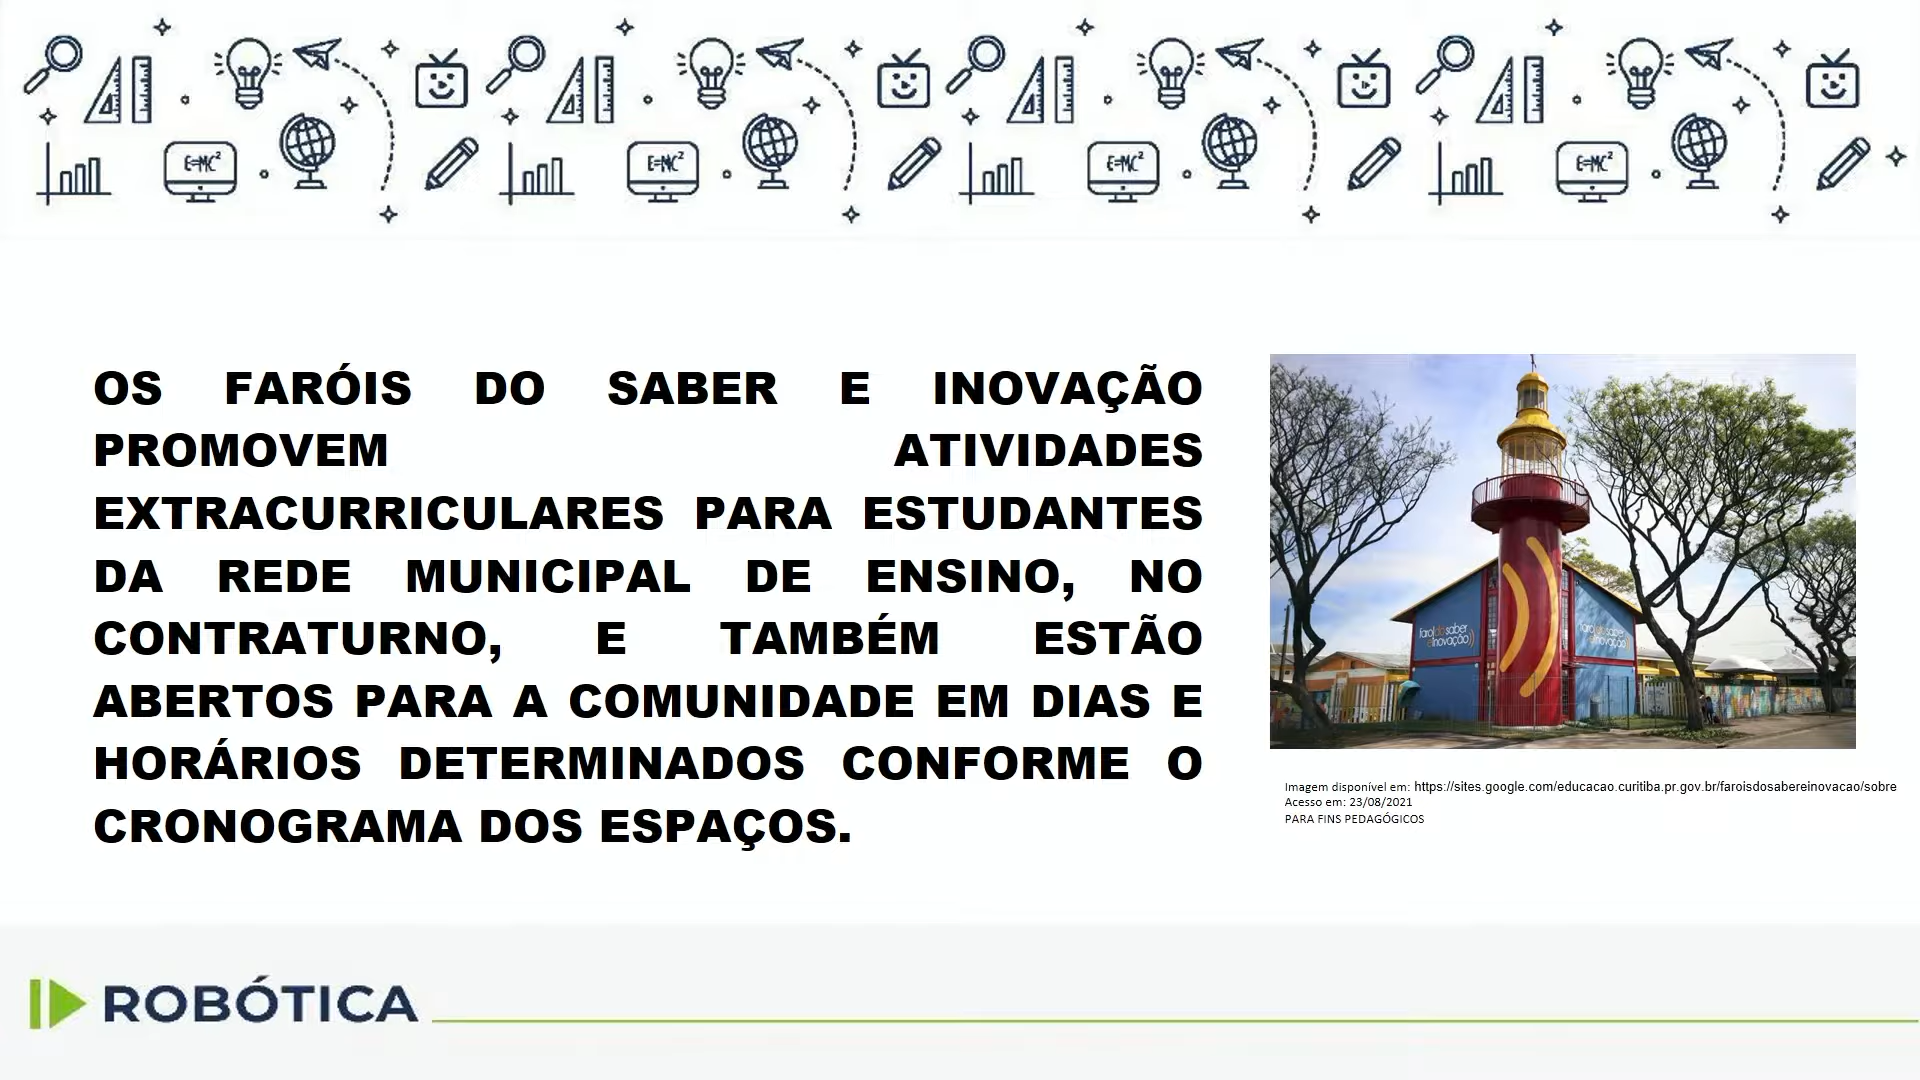 E=MC²
E=MC²
E=MC²
E=MC²
OS FARÓIS DO SABER E INOVAÇÃO
PROMOVEM ATIVIDADES
EXTRACURRICULARES PARA ESTUDANTES
DA REDE MUNICIPAL DE ENSINO, NO
CONTRATURNO, E TAMBÉM ESTÃO
ABERTOS PARA A COMUNIDADE EM DIAS E
HORÁRIOS DETERMINADOS CONFORME O
CRONOGRAMA DOS ESPAÇOS.
farol do saber
e inovação
farol do saber
e inovação
Imagem disponível em: https://sites.google.com/educacao.curitiba.pr.gov.br/faroisdosabereinovacao/sobre
Acesso em: 23/08/2021
PARA FINS PEDAGÓGICOS
ROBÓTICA